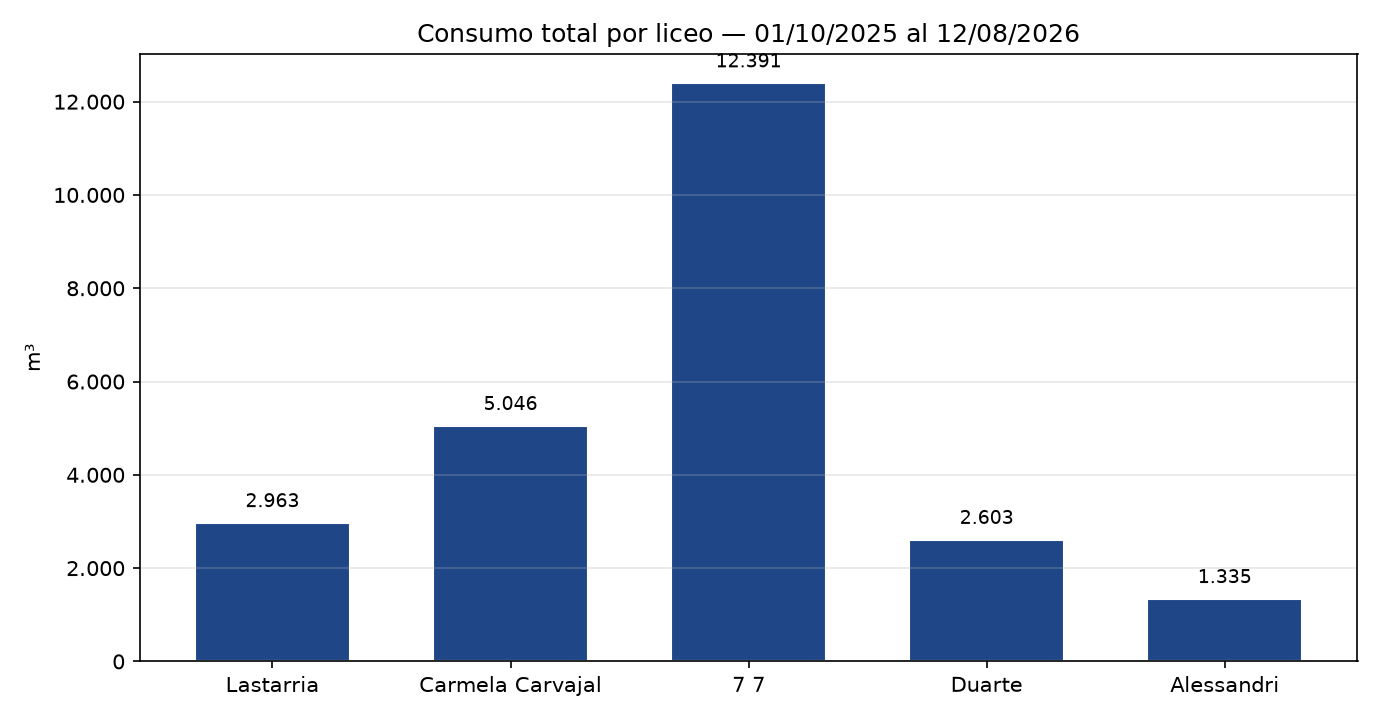 Consumo total por liceo — 01/10/2025 al 12/08/2026
12.391
12.000
10.000
8.000
m³
6.000
5.046
4.000
2.963
2.603
2.000
1.335
0
Lastarria
Carmela Carvajal
7 7
Duarte
Alessandri